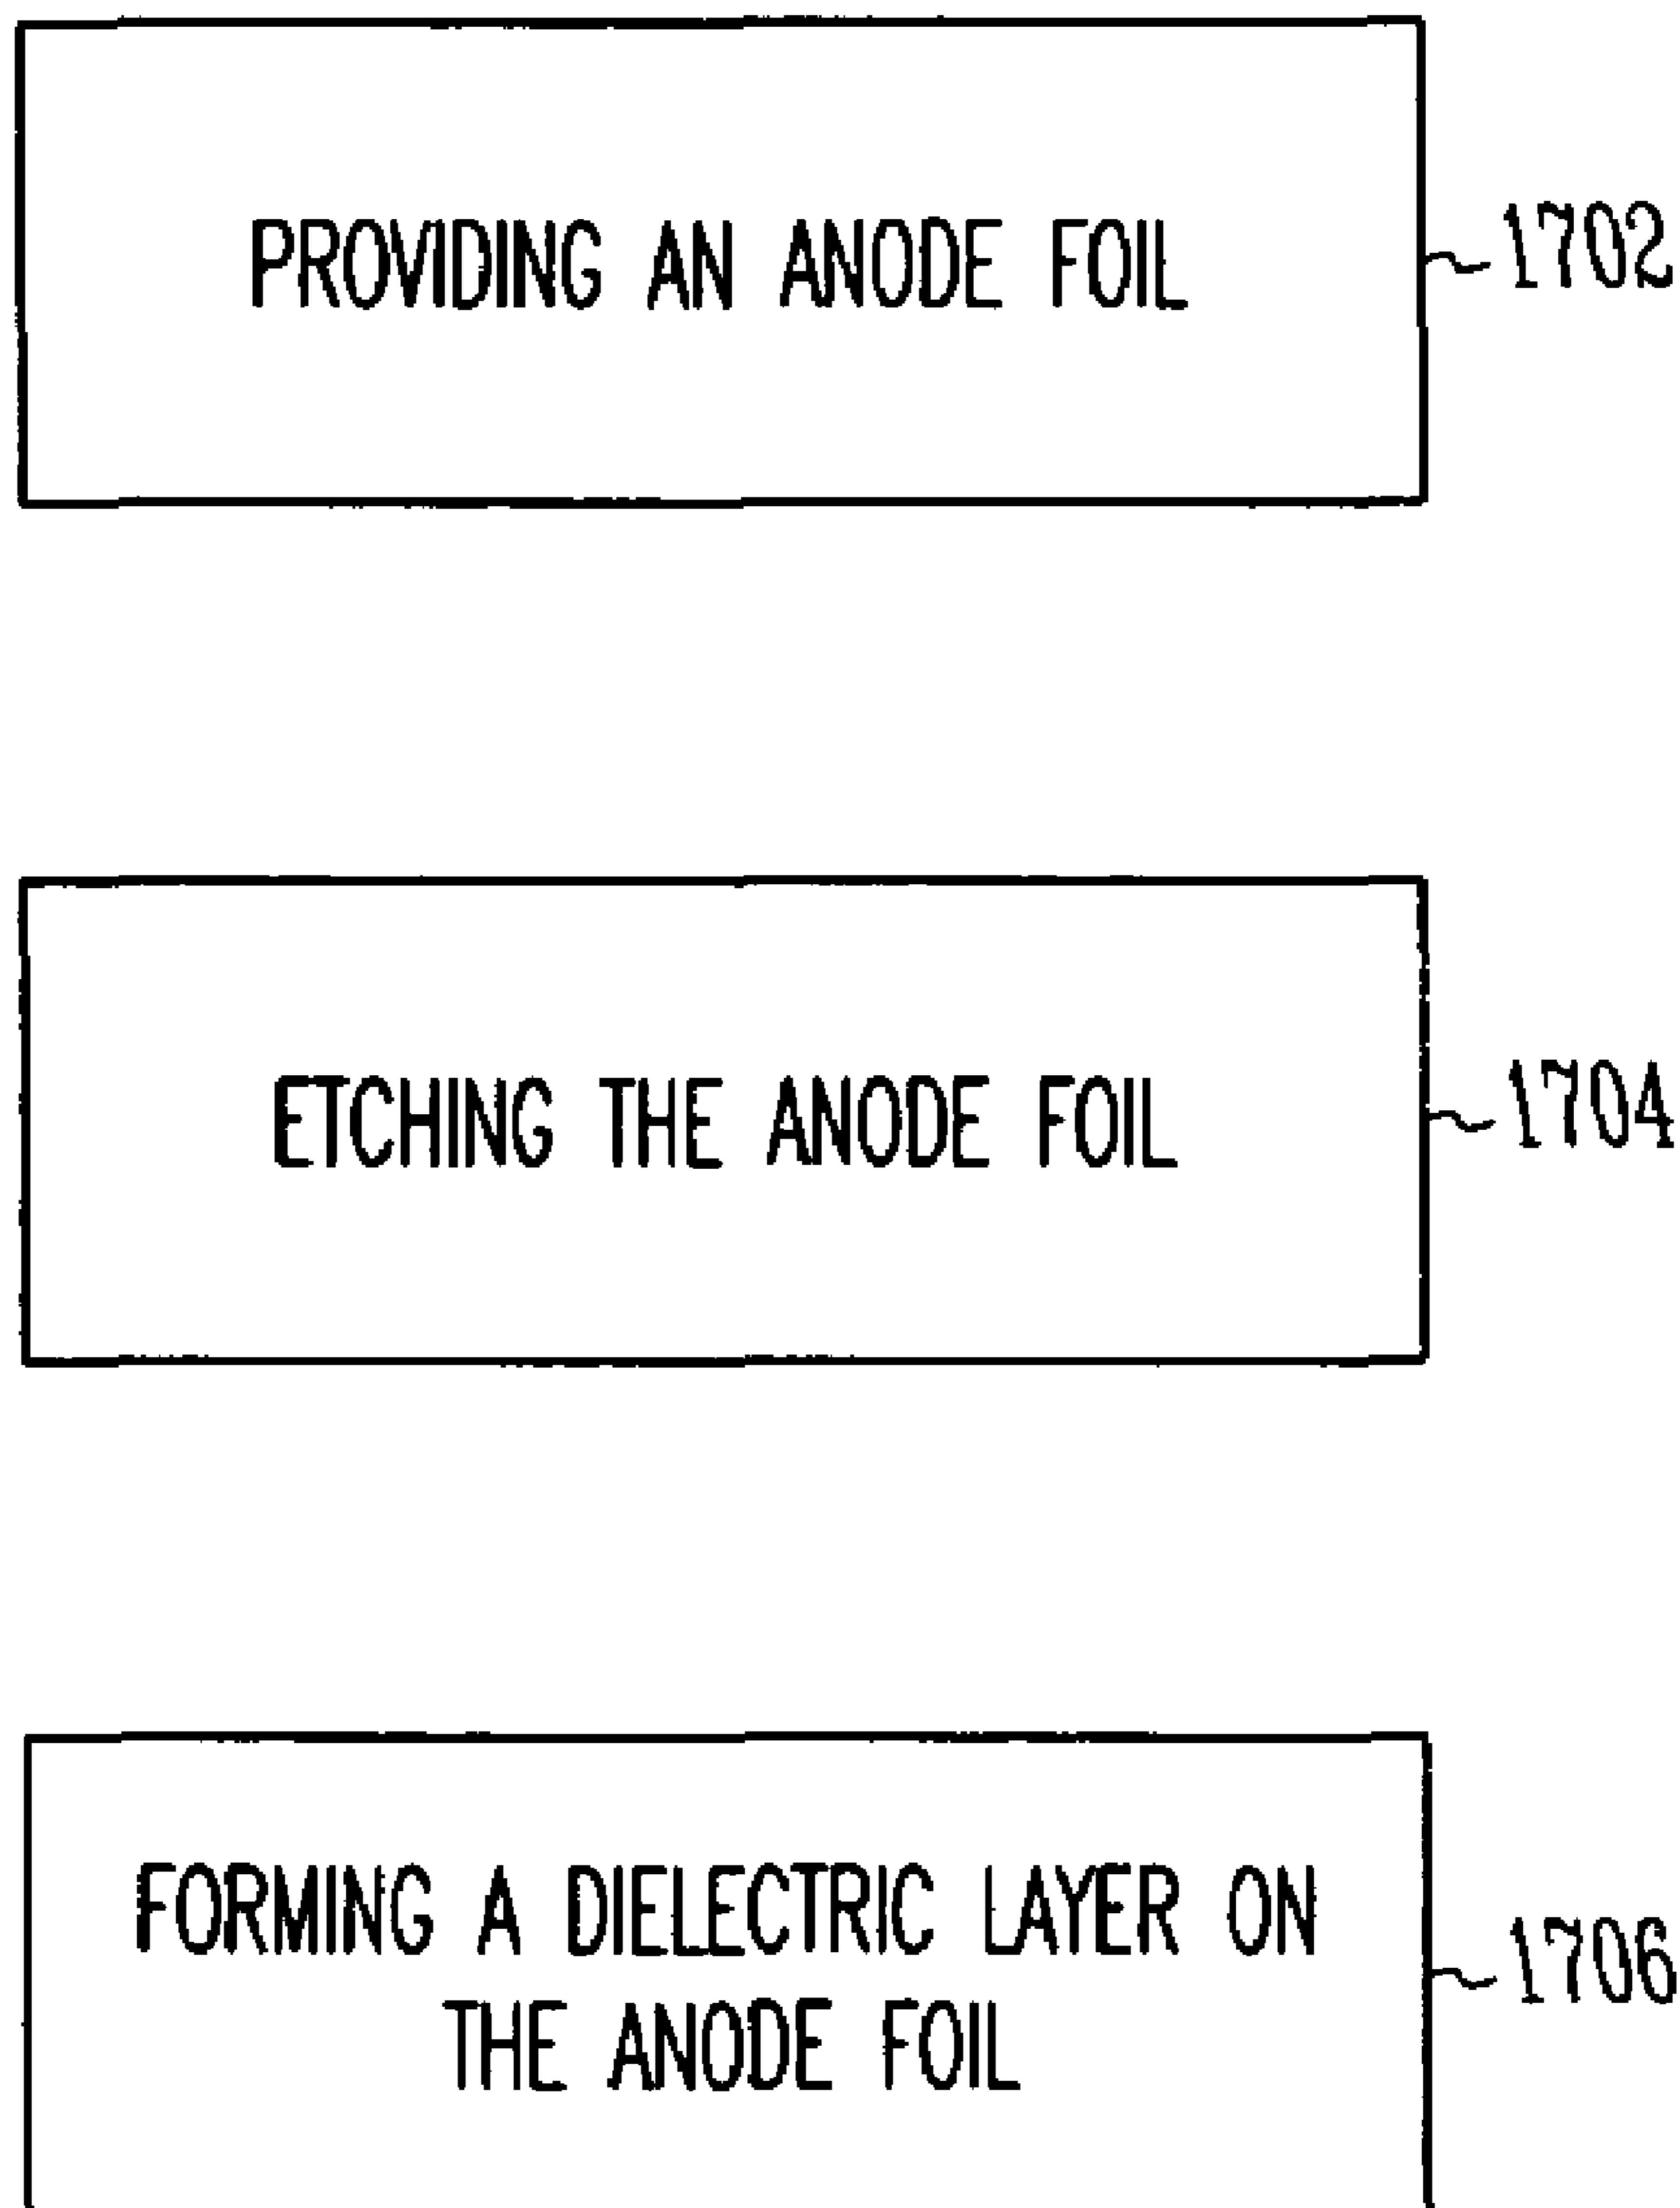 PROVIDING AN ANODE FOIL
1702
ETCHING THE ANODE FOIL
1704
FORMING A DIELECTRIC LAYER ON
THE ANODE FOIL
1706